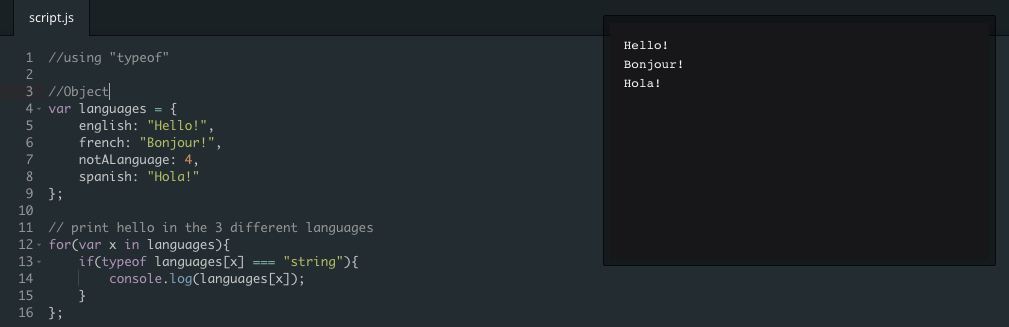 script.js
1 //using "typeof"
2
3 //Object
4 var languages = {
5     english: "Hello!",
6     french: "Bonjour!",
7     notALanguage: 4,
8     spanish: "Hola!"
9 };
10
11 // print hello in the 3 different languages
12 for(var x in languages){
13     if(typeof languages[x] === "string"){
14         console.log(languages[x]);
15     }
16 };
Hello!
Bonjour!
Hola!